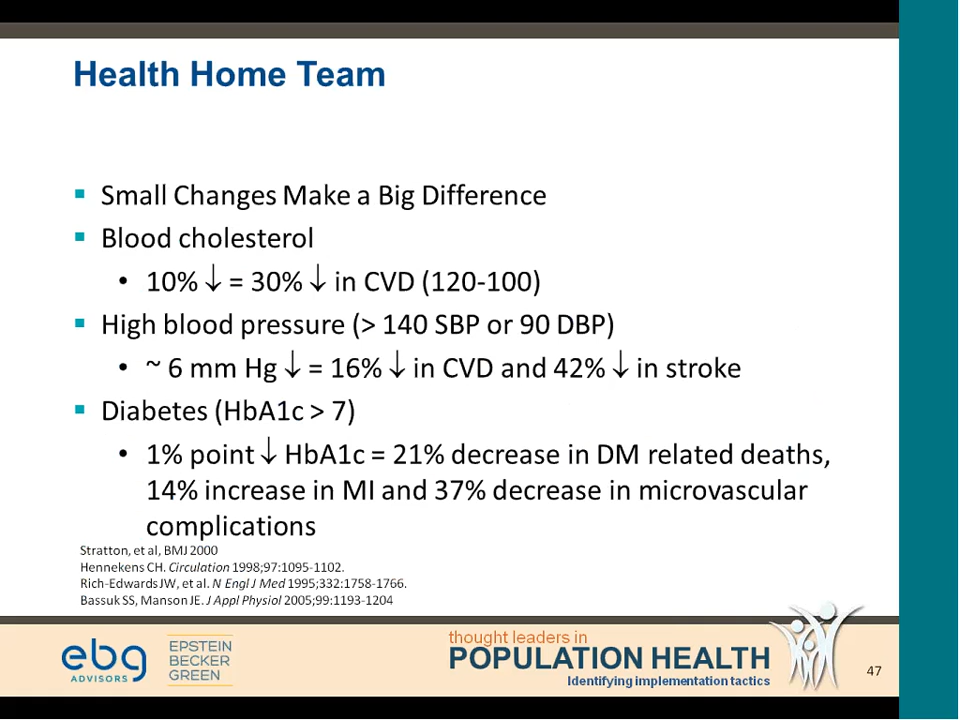 Health Home Team
▪ Small Changes Make a Big Difference
▪ Blood cholesterol
• 10% ↓ = 30% ↓ in CVD (120-100)
▪ High blood pressure (> 140 SBP or 90 DBP)
• ~ 6 mm Hg ↓ = 16% ↓ in CVD and 42% ↓ in stroke
▪ Diabetes (HbA1c > 7)
• 1% point ↓ HbA1c = 21% decrease in DM related deaths,
14% increase in MI and 37% decrease in microvascular
complications
Stratton, et al, BMJ 2000
Hennekens CH. Circulation 1998;97:1095-1102.
Rich-Edwards JW, et al. N Engl J Med 1995;332:1758-1766.
Bassuk SS, Manson JE. J Appl Physiol 2005;99:1193-1204
ebg
ADVISORS
EPSTEIN
BECKER
GREEN
thought leaders in
POPULATION HEALTH
Identifying implementation tactics
47